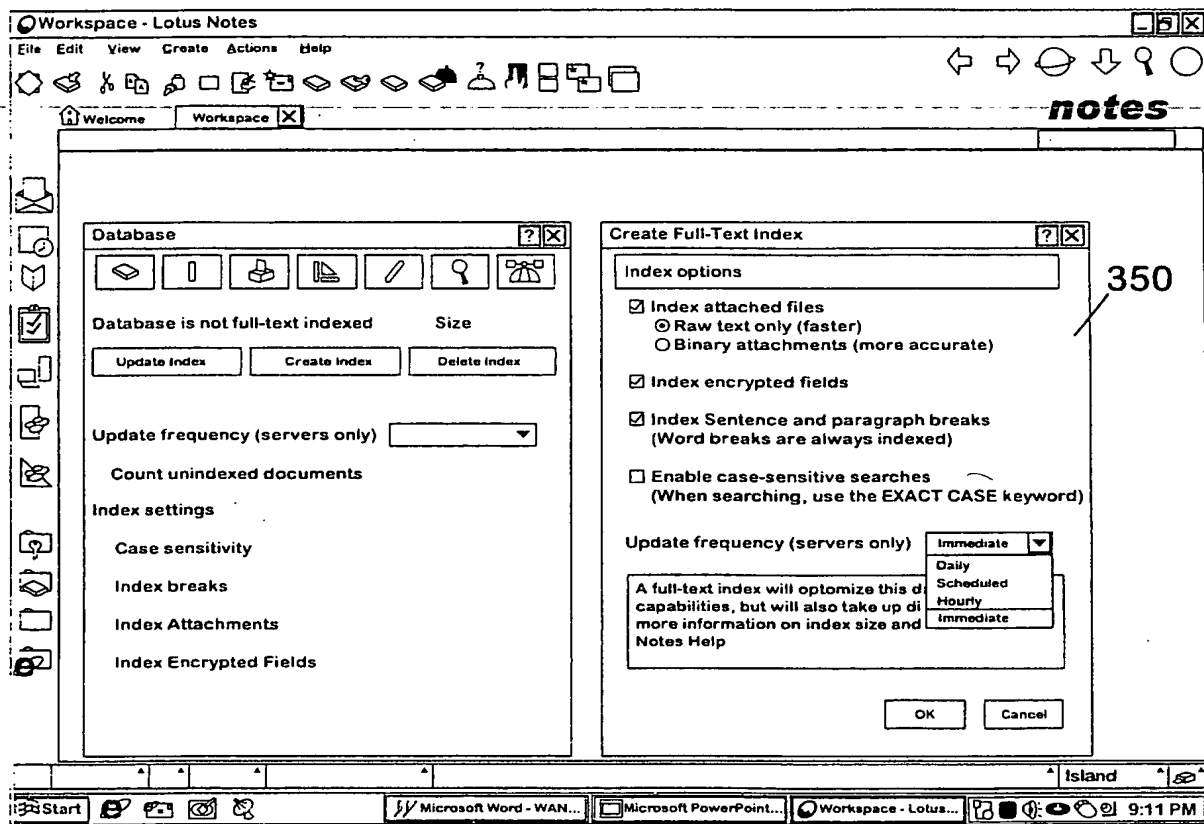 Workspace - Lotus Notes
File Edit View Create Actions Help
notes
Welcome Workspace
Database
Database is not full-text indexed Size
Update Index Create Index Delete Index
Update frequency (servers only)
Count unindexed documents
Index settings
Case sensitivity
Index breaks
Index Attachments
Index Encrypted Fields
Create Full-Text Index
Index options
350
Index attached files
Raw text only (faster)
Binary attachments (more accurate)
Index encrypted fields
Index Sentence and paragraph breaks
(Word breaks are always indexed)
Enable case-sensitive searches
(When searching, use the EXACT CASE keyword)
Update frequency (servers only) Immediate
Daily
Scheduled
Hourly
Immediate
A full-text index will optomize this d
capabilities, but will also take up di
more information on index size and
Notes Help
OK Cancel
Island
Start Microsoft Word - WAN... Microsoft PowerPoint... Workspace - Lotus... 9:11 PM